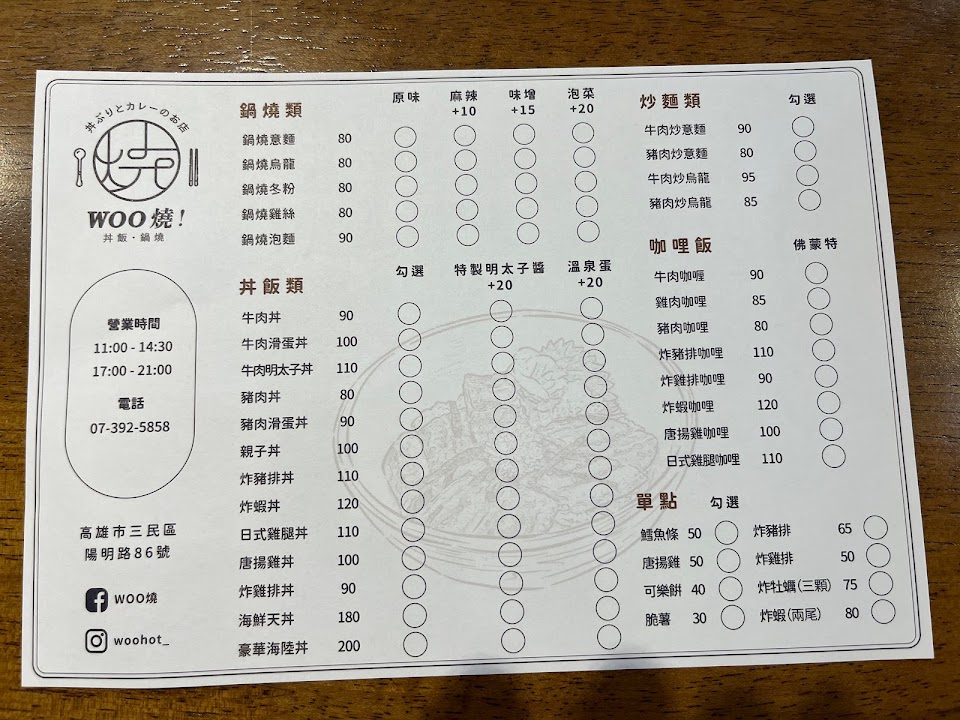 丼ぶりとカレーのお店
燒
WOO 燒!
丼飯・鍋燒
營業時間
11:00 - 14:30
17:00 - 21:00
電話
07-392-5858
高雄市三民區
陽明路86號
WOO燒
woohot_
鍋燒類 原味 麻辣 +10 味增 +15 泡菜 +20
鍋燒意麵 80
鍋燒烏龍 80
鍋燒冬粉 80
鍋燒雞絲 80
鍋燒泡麵 90
丼飯類 勾選 特製明太子醬 +20 溫泉蛋 +20
牛肉丼 90
牛肉滑蛋丼 100
牛肉明太子丼 110
豬肉丼 80
豬肉滑蛋丼 90
親子丼 100
炸豬排丼 110
炸蝦丼 120
日式雞腿丼 110
唐揚雞丼 100
炸雞排丼 90
海鮮天丼 180
豪華海陸丼 200
炒麵類 勾選
牛肉炒意麵 90
豬肉炒意麵 80
牛肉炒烏龍 95
豬肉炒烏龍 85
咖哩飯 佛蒙特
牛肉咖喱 90
雞肉咖哩 85
豬肉咖哩 80
炸豬排咖哩 110
炸雞排咖哩 90
炸蝦咖哩 120
唐揚雞咖哩 100
日式雞腿咖哩 110
單點 勾選
鱈魚條 50 炸豬排 65
唐揚雞 50 炸雞排 50
可樂餅 40 炸牡蠣(三顆) 75
脆薯 30 炸蝦(兩尾) 80